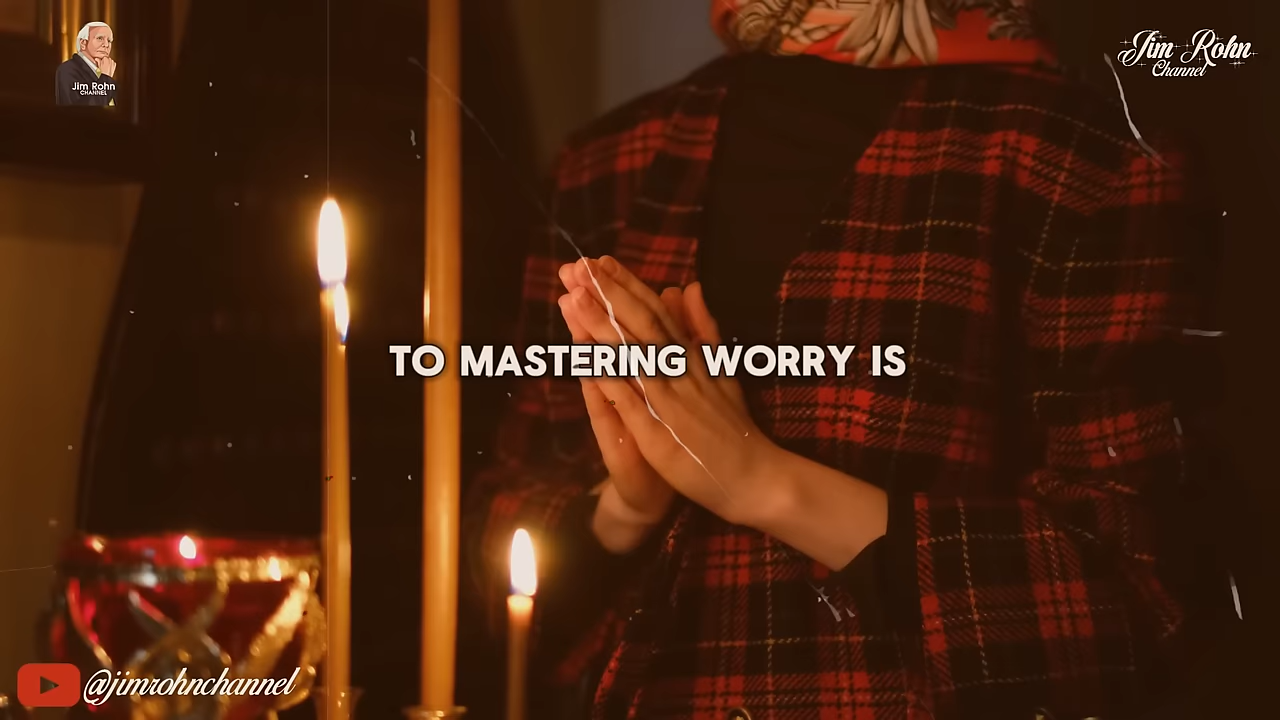 Jim Rohn
CHANNEL
Jim Rohn
Channel
TO MASTERING WORRY IS
@jimrohnchannel